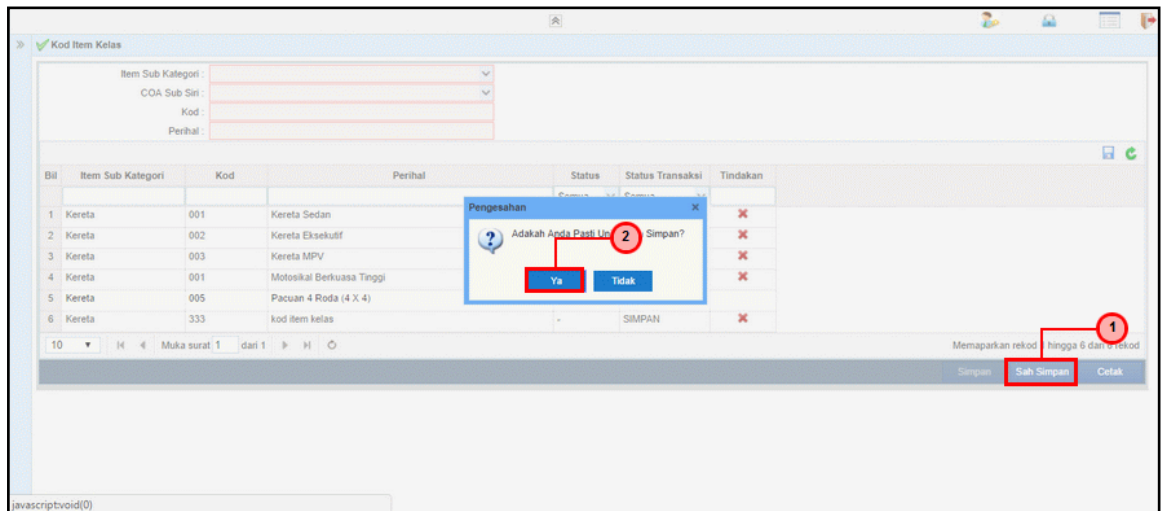 Kod Item Kelas
Item Sub Kategori :
COA Sub Siri :
Kod :
Perihal :
Bil Item Sub Kategori Kod Perihal Status Status Transaksi Tindakan
Semua Semua
Pengesahan
1 Kereta 001 Kereta Sedan
2 Kereta 002 Kereta Eksekutif
Adakah Anda Pasti Simpan?
2
3 Kereta 003 Kereta MPV
4 Kereta 001 Motosikal Berkuasa Tinggi
Ya Tidak
5 Kereta 005 Pacuan 4 Roda (4 X 4)
6 Kereta 333 kod item kelas - SIMPAN
1
10 Muka surat 1 dari 1 Memaparkan rekod hingga 6 dari rekod
Simpan Sah Simpan Cetak
javascript:void(0)